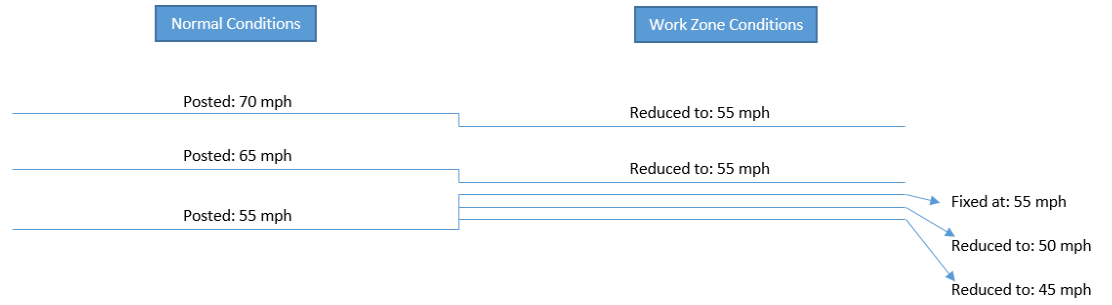 Normal Conditions
Work Zone Conditions
Posted: 70 mph
Reduced to: 55 mph
Posted: 65 mph
Reduced to: 55 mph
Posted: 55 mph
Fixed at: 55 mph
Reduced to: 50 mph
Reduced to: 45 mph